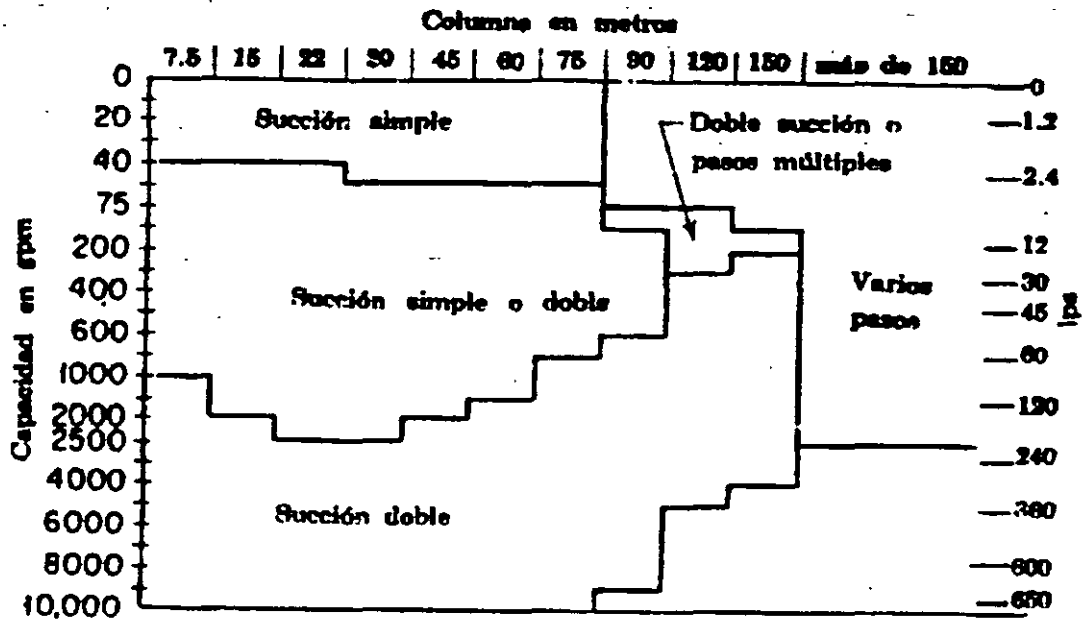 Columna en metros
7.5 | 15 | 22 | 30 | 45 | 60 | 75 | 90 | 120 | 150 | más de 150
Capacidad en gpm
0
20
40
75
200
400
600
1000
2000
2500
4000
6000
8000
10,000
Succión simple
Doble succión o
pasos múltiples
Succión simple o doble
Varios
pasos
Succión doble
0
1.2
2.4
12
30
45
60
120
240
360
600
650
lps